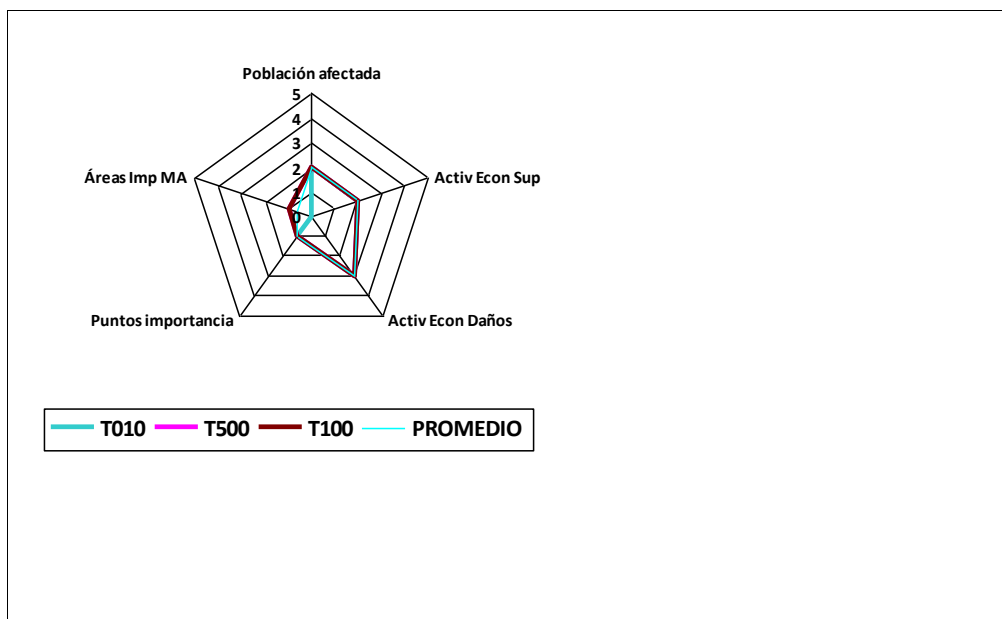 Población afectada
5
4
3
2
1
0
Áreas Imp MA
Activ Econ Sup
Puntos importancia
Activ Econ Daños
T010 T500 T100 PROMEDIO